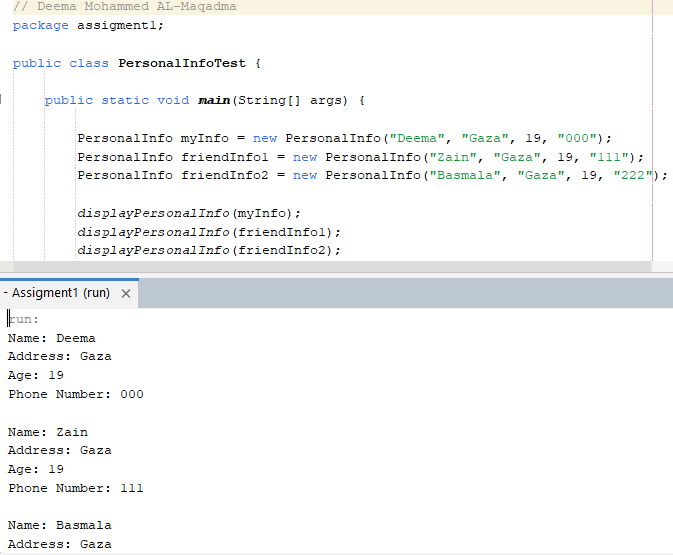 // Deema Mohammed AL-Maqadma
package assigment1;
public class PersonalInfoTest {
public static void main(String[] args) {
PersonalInfo myInfo = new PersonalInfo("Deema", "Gaza", 19, "000");
PersonalInfo friendInfo1 = new PersonalInfo("Zain", "Gaza", 19, "111");
PersonalInfo friendInfo2 = new PersonalInfo("Basmala", "Gaza", 19, "222");
displayPersonalInfo(myInfo);
displayPersonalInfo(friendInfo1);
displayPersonalInfo(friendInfo2);
- Assigment1 (run) ×
run:
Name: Deema
Address: Gaza
Age: 19
Phone Number: 000
Name: Zain
Address: Gaza
Age: 19
Phone Number: 111
Name: Basmala
Address: Gaza